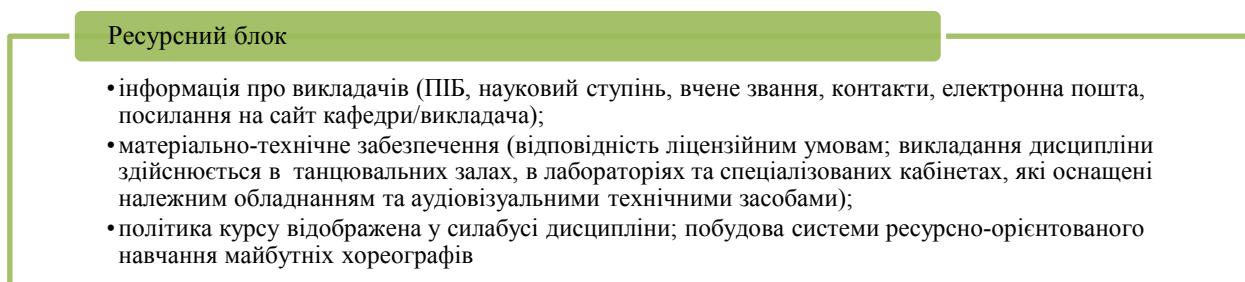 Ресурсний блок
•інформація про викладачів (ПІБ, науковий ступінь, вчене звання, контакти, електронна пошта,
посилання на сайт кафедри/викладача);
•матеріально-технічне забезпечення (відповідність ліцензійним умовам; викладання дисципліни
здійснюється в танцювальних залах, в лабораторіях та спеціалізованих кабінетах, які оснащені
належним обладнанням та аудіовізуальними технічними засобами);
•політика курсу відображена у силабусі дисципліни; побудова системи ресурсно-орієнтованого
навчання майбутніх хореографів